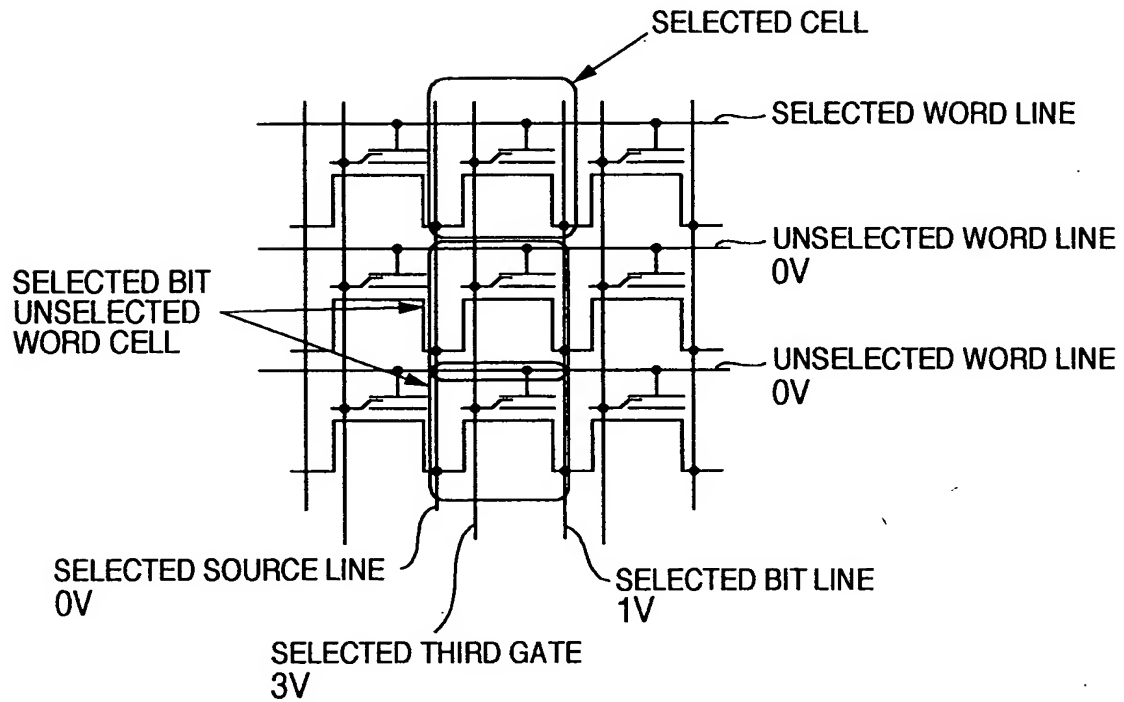 SELECTED CELL
SELECTED WORD LINE
UNSELECTED WORD LINE
0V
SELECTED BIT
UNSELECTED
WORD CELL
UNSELECTED WORD LINE
0V
SELECTED SOURCE LINE
0V
SELECTED BIT LINE
1V
SELECTED THIRD GATE
3V